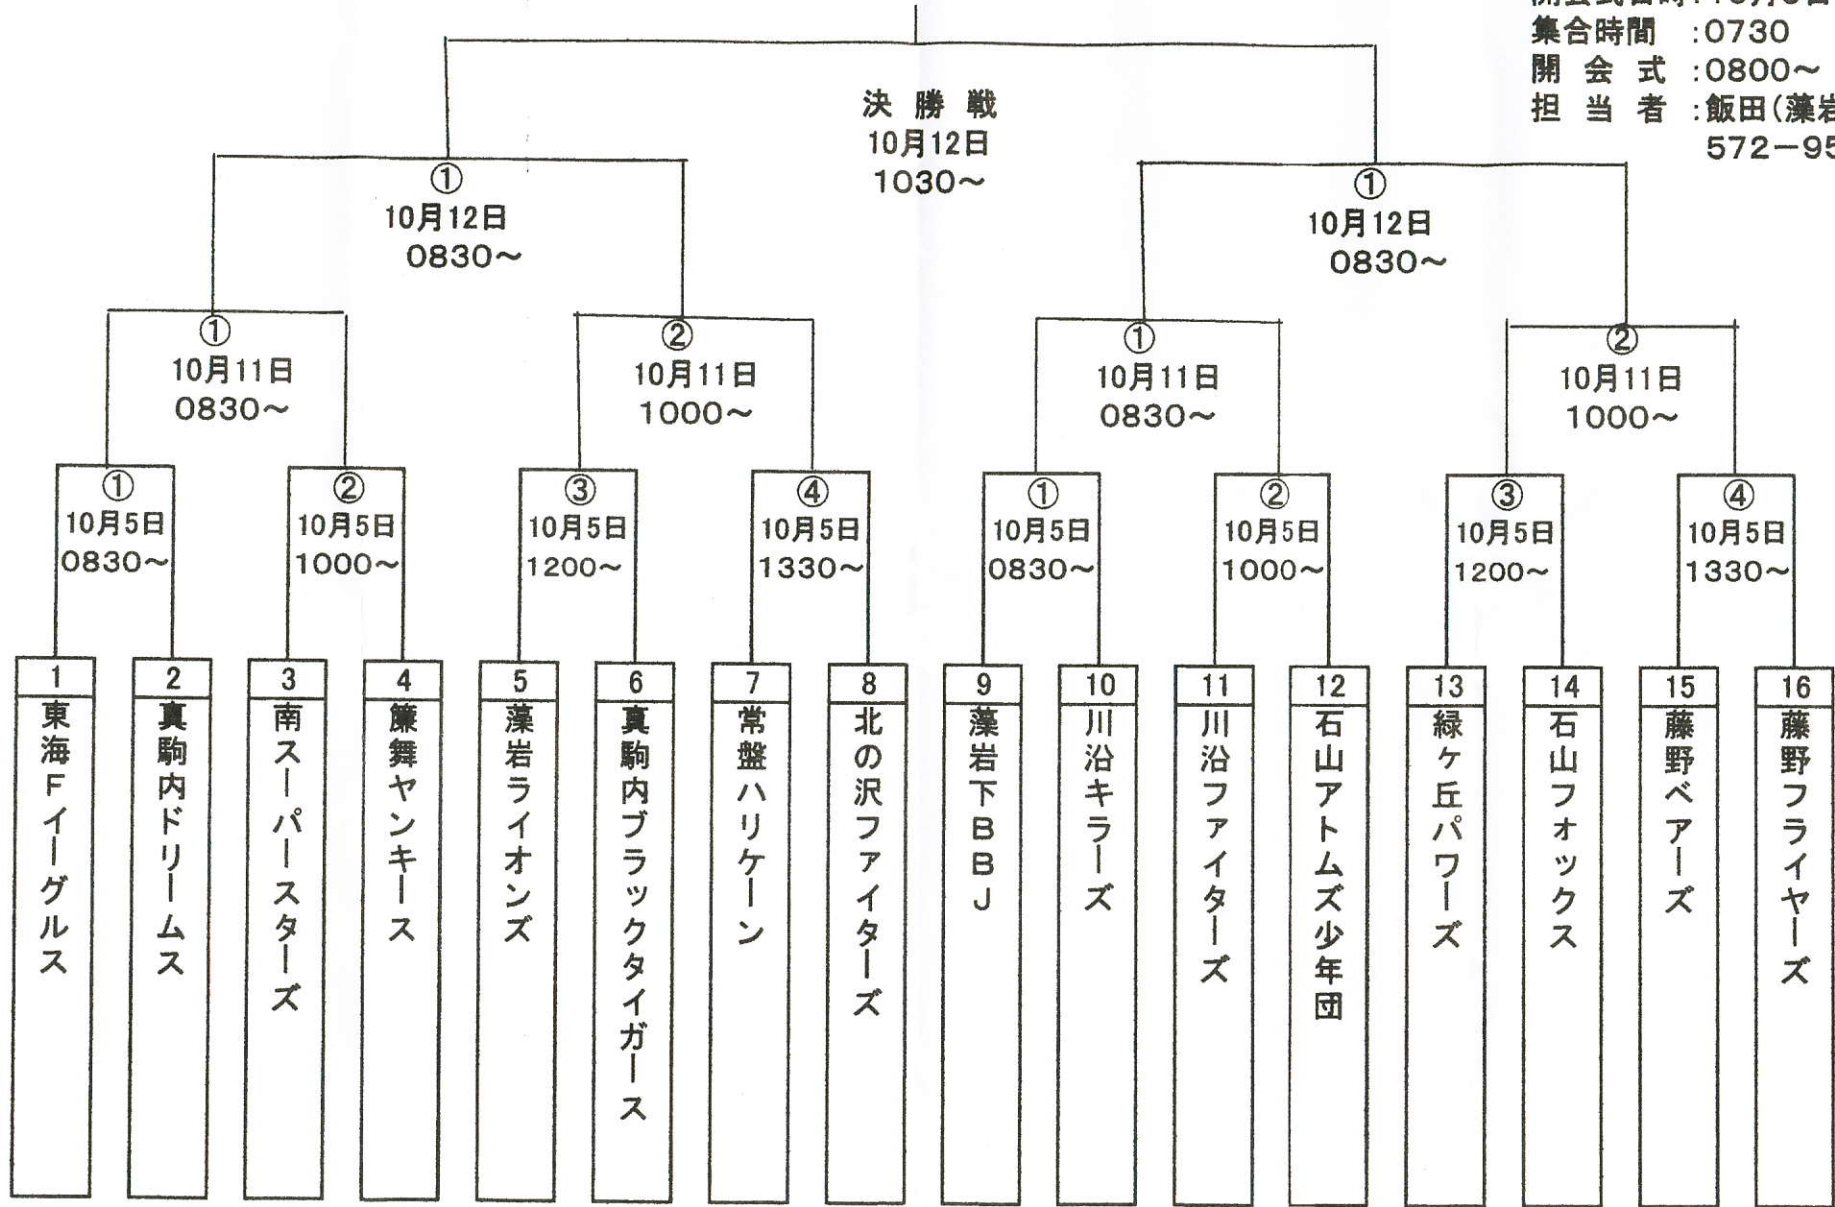 集合時間 :0730
開会式 :0800～
担当者 :飯田(藻岩
572-95
決勝戦
10月12日
1030～
①
10月12日
0830～
①
10月12日
0830～
①
10月11日
0830～
②
10月11日
1000～
①
10月11日
0830～
②
10月11日
1000～
①
10月5日
0830～
②
10月5日
1000～
③
10月5日
1200～
④
10月5日
1330～
①
10月5日
0830～
②
10月5日
1000～
③
10月5日
1200～
④
10月5日
1330～
1
東海Fイーグルス
2
真駒内ドリームス
3
南スーパースターズ
4
簾舞ヤンキース
5
藻岩ライオンズ
6
真駒内ブラックタイガース
7
常盤ハリケーン
8
北の沢ファイターズ
9
藻岩下BBJ
10
川沿キラーズ
11
川沿ファイターズ
12
石山アトムズ少年団
13
緑ケ丘パワーズ
14
石山フォックス
15
藤野ベアーズ
16
藤野フライヤーズ